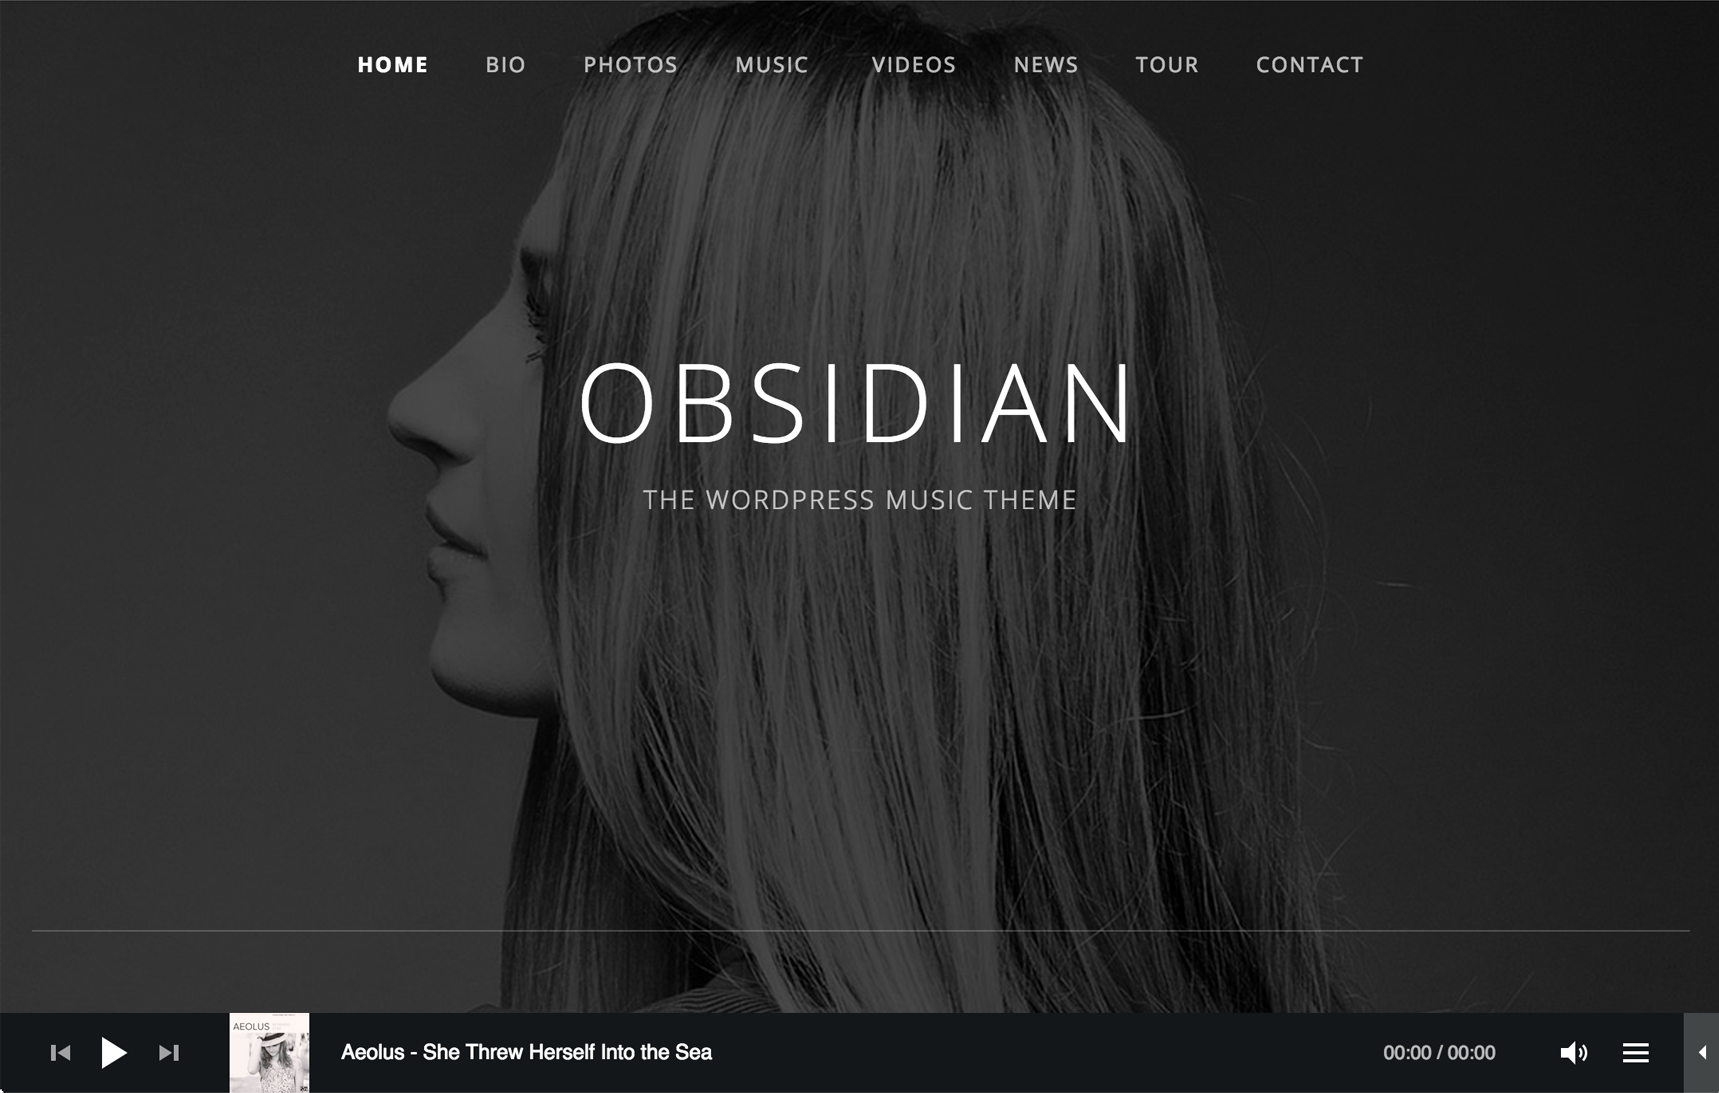 HOME BIO PHOTOS MUSIC VIDEOS NEWS TOUR CONTACT
OBSIDIAN
THE WORDPRESS MUSIC THEME
AEOLUS
Aeolus - She Threw Herself Into the Sea
00:00 / 00:00